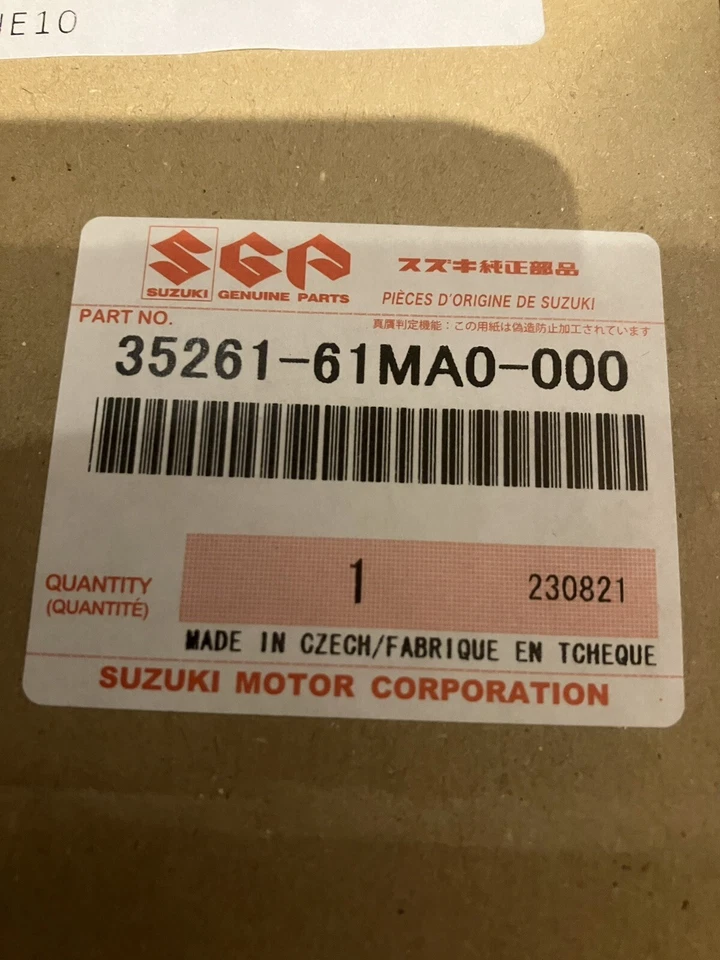 E10
SGP
SUZUKI GENUINE PARTS
スズキ純正部品
PIÈCES D'ORIGINE DE SUZUKI
PART NO.
真贋判定機能：この用紙は偽造防止加工されています
35261-61MA0-000
QUANTITY
(QUANTITÉ)
1
230821
MADE IN CZECH/FABRIQUE EN TCHEQUE
SUZUKI MOTOR CORPORATION